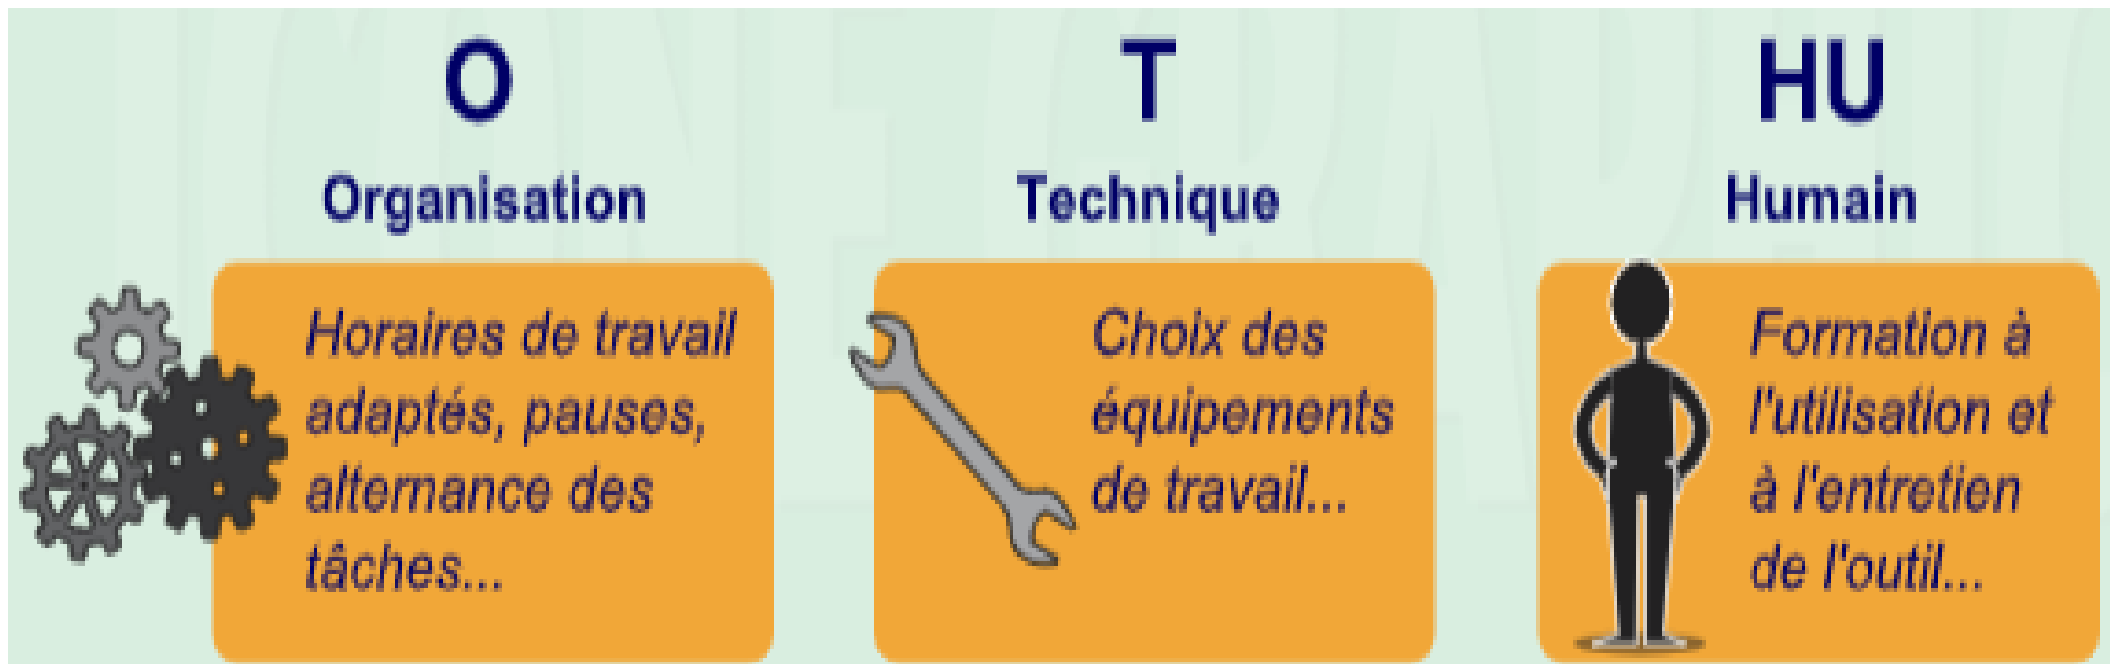 O
Organisation
Horaires de travail
adaptés, pauses,
alternance des
tâches...
T
Technique
Choix des
équipements
de travail...
HU
Humain
Formation à
l'utilisation et
à l'entretien
de l'outil...